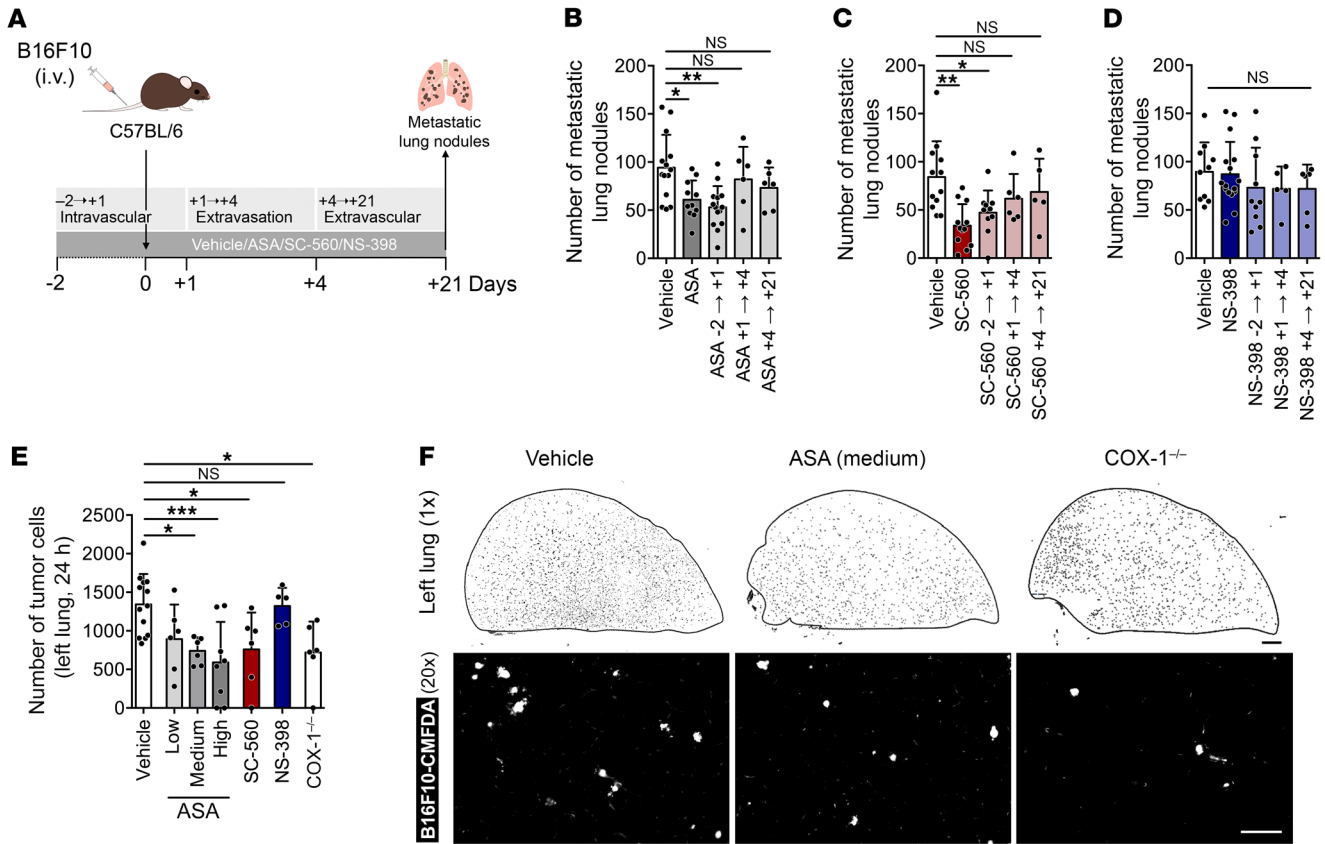 A
B16F10
(i.v.)
C57BL/6
Metastatic
lung nodules
–2→+1
Intravascular
+1→+4
Extravasation
+4→+21
Extravascular
Vehicle/ASA/SC-560/NS-398
-2
0
+1
+4
+21 Days
B
NS
NS
**
*
Number of metastatic
lung nodules
200
150
100
50
0
Vehicle
ASA
ASA -2 → +1
ASA +1 → +4
ASA +4 → +21
C
NS
NS
*
**
Number of metastatic
lung nodules
200
150
100
50
0
Vehicle
SC-560
SC-560 -2 → +1
SC-560 +1 → +4
SC-560 +4 → +21
D
NS
Number of metastatic
lung nodules
200
150
100
50
0
Vehicle
NS-398
NS-398 -2 → +1
NS-398 +1 → +4
NS-398 +4 → +21
E
*
NS
*
***
*
Number of tumor cells
(left lung, 24 h)
2500
2000
1500
1000
500
0
Vehicle
Low
Medium
High
SC-560
NS-398
COX-1–/–
ASA
F
Vehicle
ASA (medium)
COX-1–/–
Left lung (1x)
B16F10-CMFDA (20x)